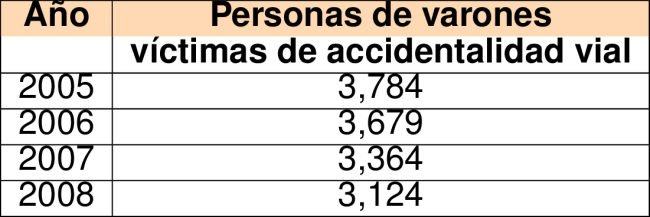 Año Personas de varones
víctimas de accidentalidad vial
2005 3,784
2006 3,679
2007 3,364
2008 3,124